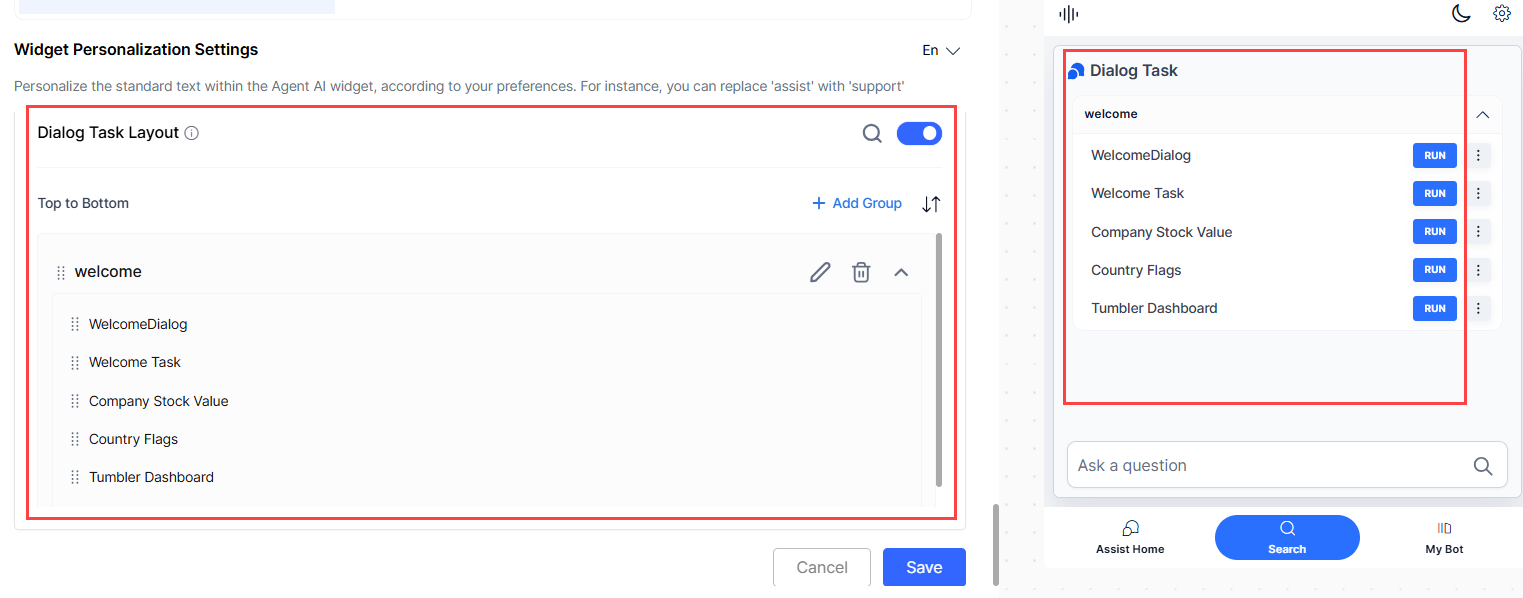 Widget Personalization Settings
En
Personalize the standard text within the Agent AI widget, according to your preferences. For instance, you can replace 'assist' with 'support'
Dialog Task Layout
Top to Bottom
+ Add Group
welcome
WelcomeDialog
Welcome Task
Company Stock Value
Country Flags
Tumbler Dashboard
Cancel
Save
Dialog Task
welcome
WelcomeDialog RUN
Welcome Task RUN
Company Stock Value RUN
Country Flags RUN
Tumbler Dashboard RUN
Ask a question
Assist Home
Search
My Bot